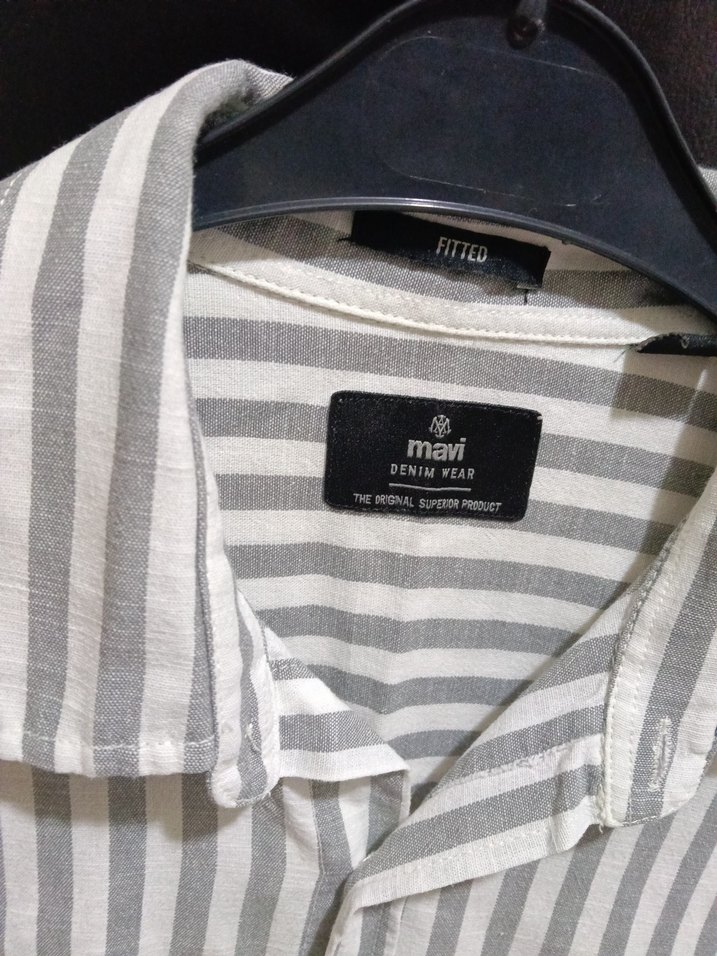 FITTED
mavi
DENIM WEAR
THE ORIGINAL SUPERIOR PRODUCT